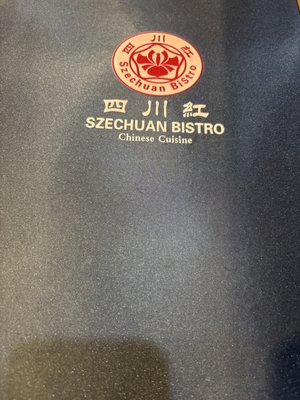 四川紅
Szechuan Bistro
四川紅
SZECHUAN BISTRO
Chinese Cuisine